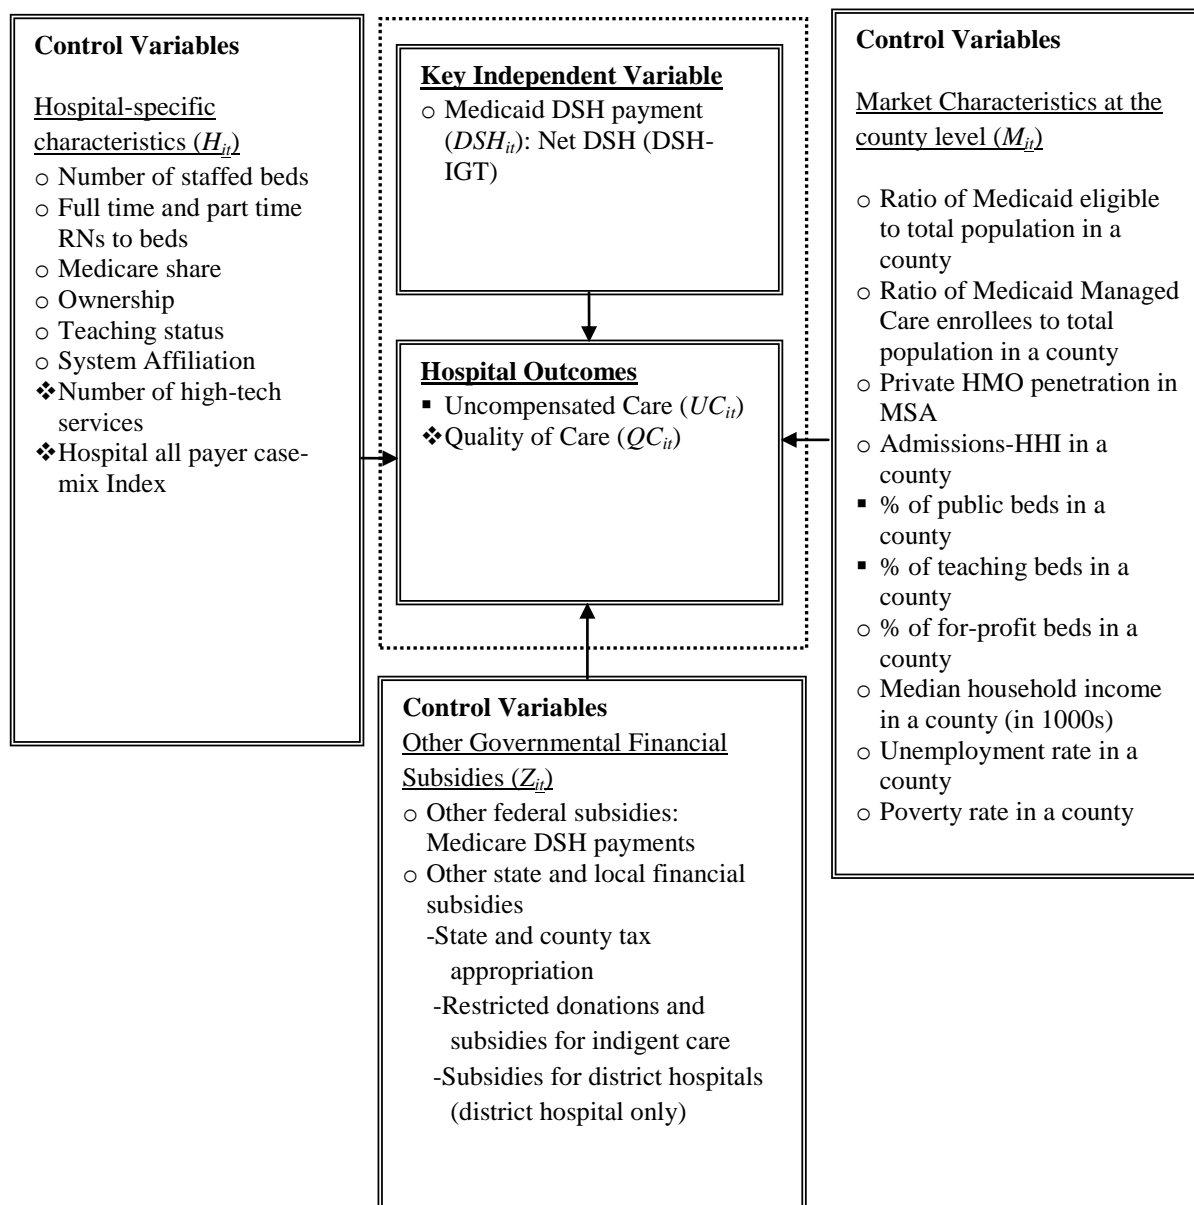 Control Variables
Hospital-specific
characteristics (Hit)
○ Number of staffed beds
○ Full time and part time
RNs to beds
○ Medicare share
○ Ownership
○ Teaching status
○ System Affiliation
❖Number of high-tech
services
❖Hospital all payer case-
mix Index
Key Independent Variable
○ Medicaid DSH payment
(DSHit): Net DSH (DSH-
IGT)
Hospital Outcomes
▪ Uncompensated Care (UCit)
❖Quality of Care (QCit)
Control Variables
Market Characteristics at the
county level (Mit)
○ Ratio of Medicaid eligible
to total population in a
county
○ Ratio of Medicaid Managed
Care enrollees to total
population in a county
○ Private HMO penetration in
MSA
○ Admissions-HHI in a
county
▪ % of public beds in a
county
▪ % of teaching beds in a
county
○ % of for-profit beds in a
county
○ Median household income
in a county (in 1000s)
○ Unemployment rate in a
county
○ Poverty rate in a county
Control Variables
Other Governmental Financial
Subsidies (Zit)
○ Other federal subsidies:
Medicare DSH payments
○ Other state and local financial
subsidies
-State and county tax
appropriation
-Restricted donations and
subsidies for indigent care
-Subsidies for district hospitals
(district hospital only)